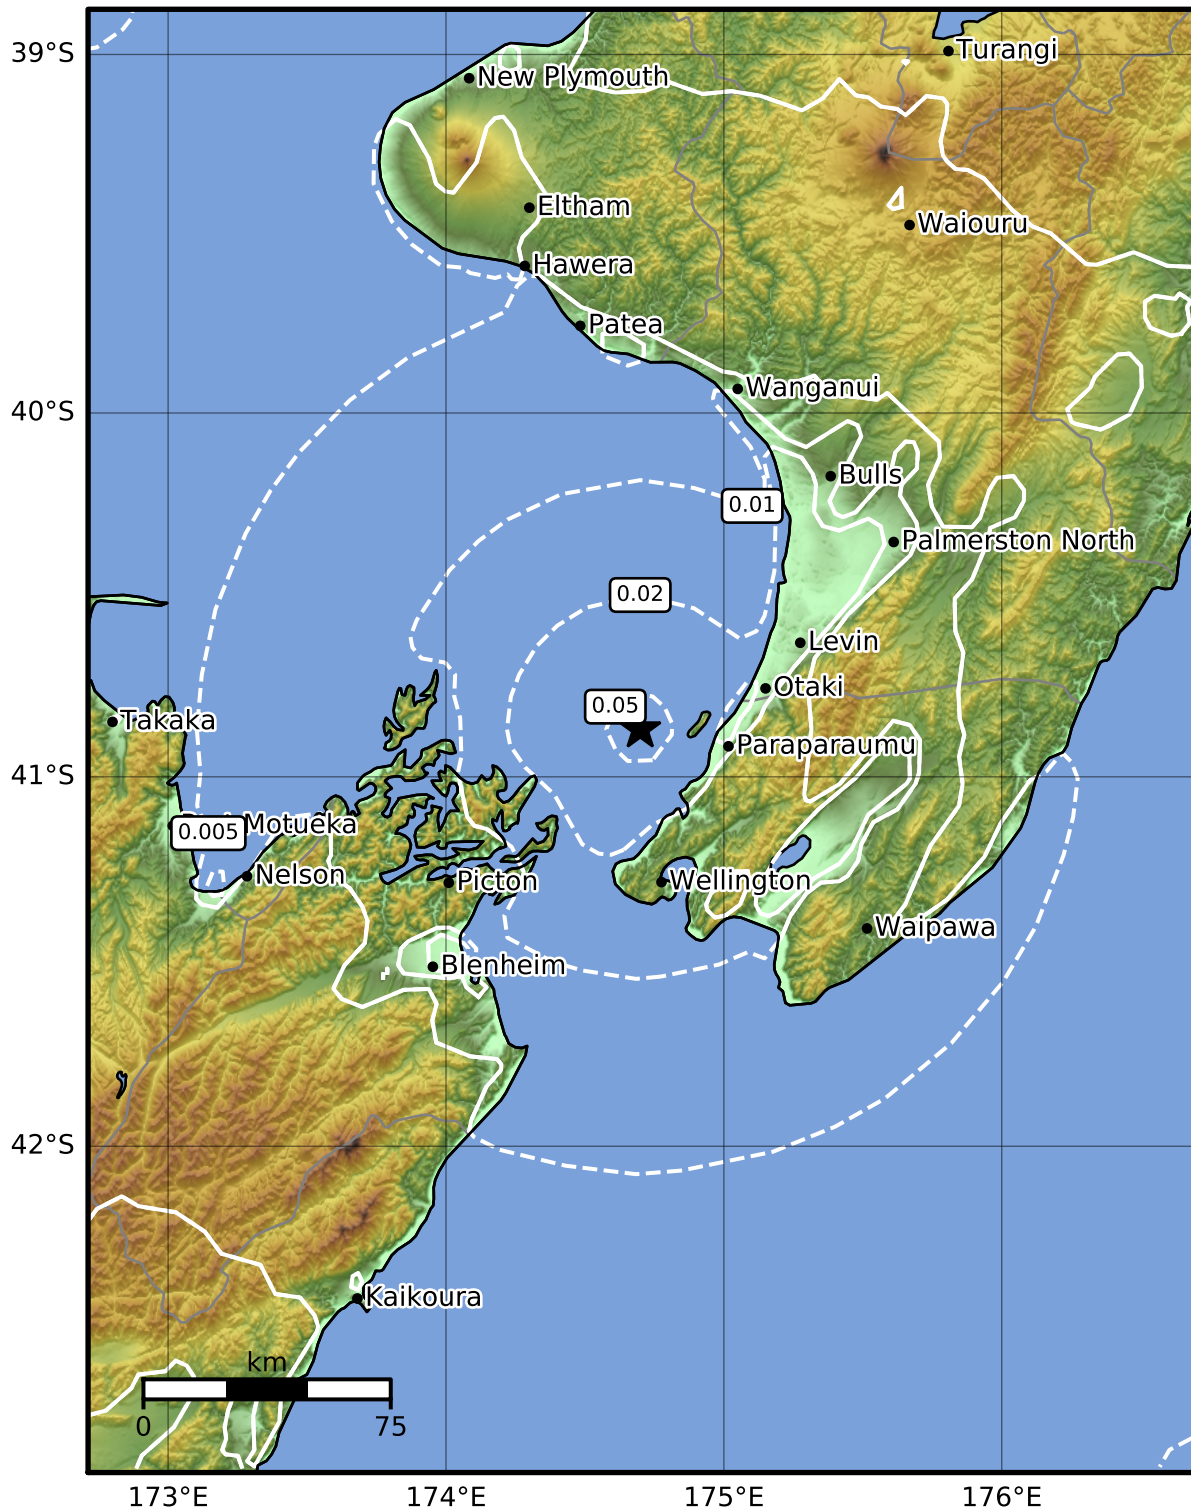 39°S
Turangi
New Plymouth
Eltham
Waiouru
Hawera
Patea
Wanganui
40°S
Bulls
0.01
Palmerston North
0.02
Levin
Otaki
0.05
Takaka
Paraparaumu
41°S
Motueka
0.005
Nelson
Picton
Wellington
Waipawa
Blenheim
42°S
Kaikoura
km
0
75
173°E
174°E
175°E
176°E